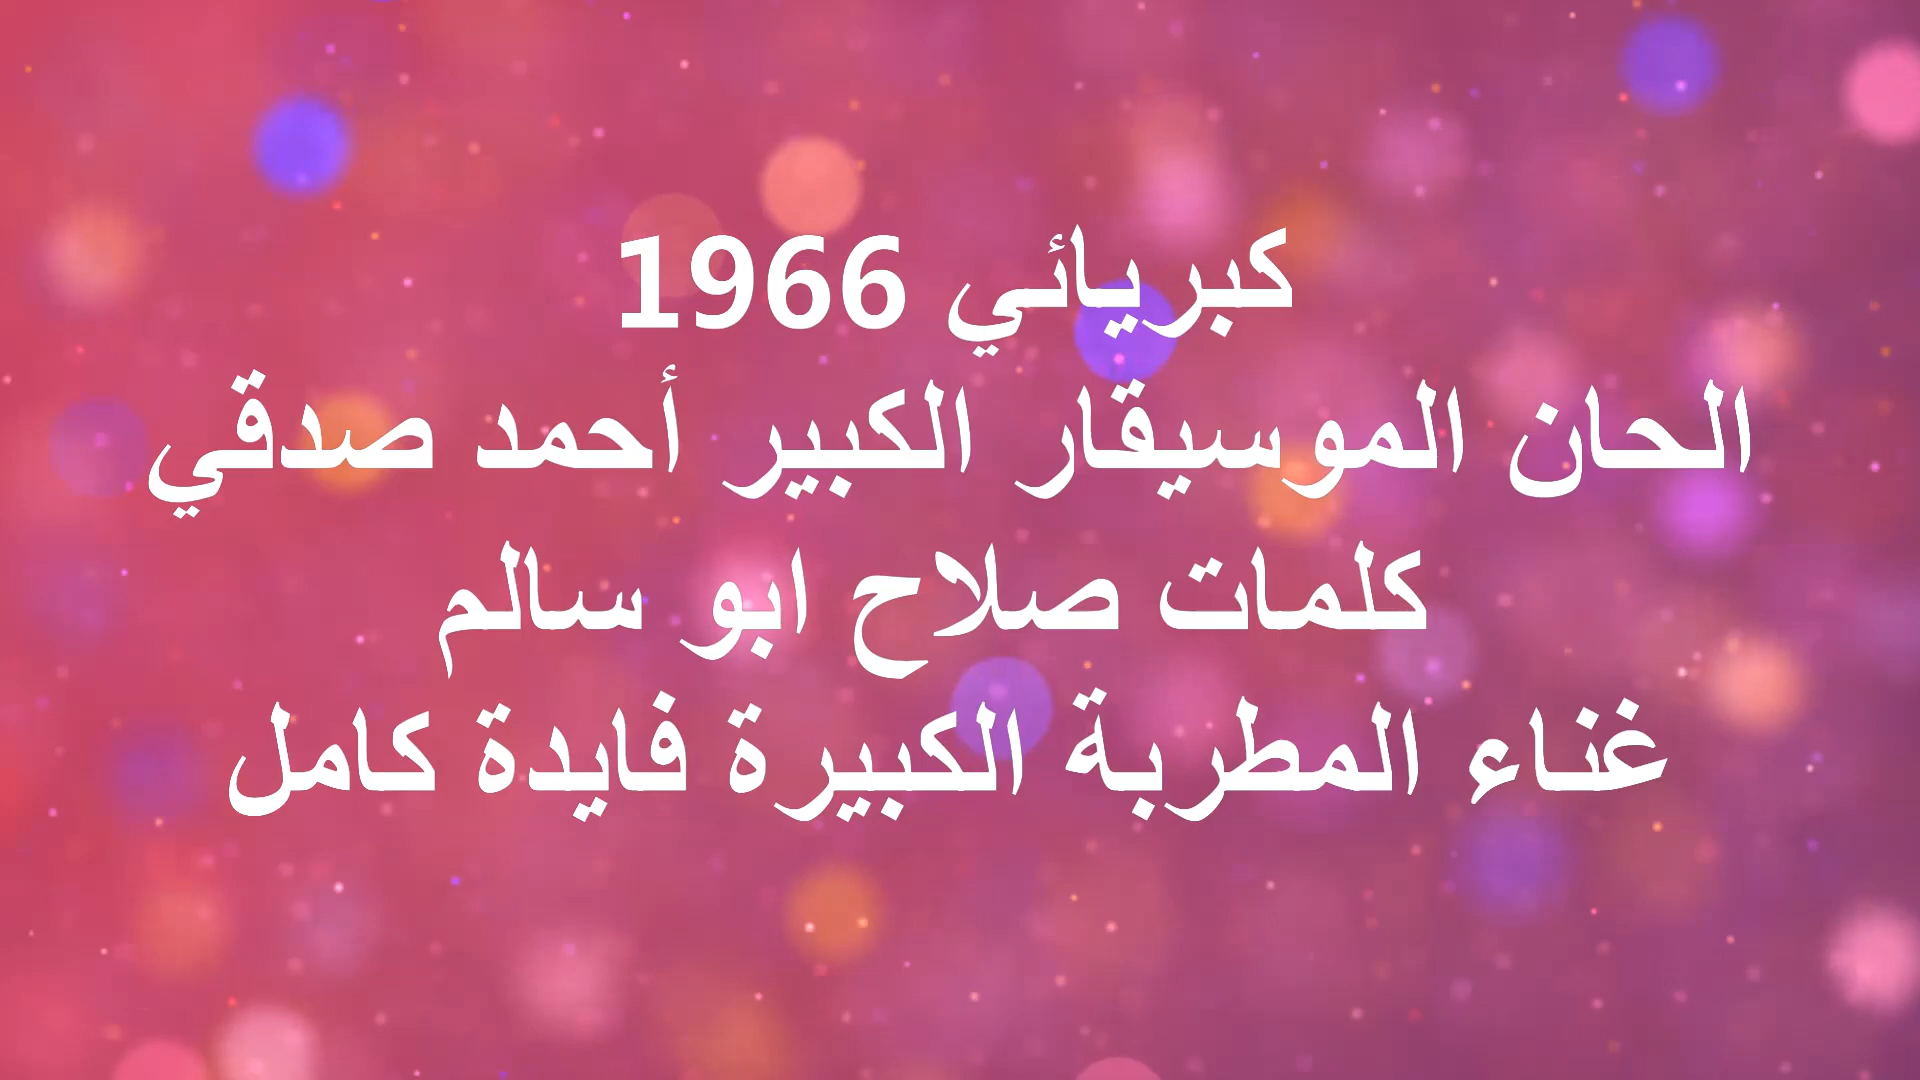 كبريائي 1966
الحان الموسيقار الكبير أحمد صدقي
كلمات صلاح ابو سالم
غناء المطربة الكبيرة فايدة كامل